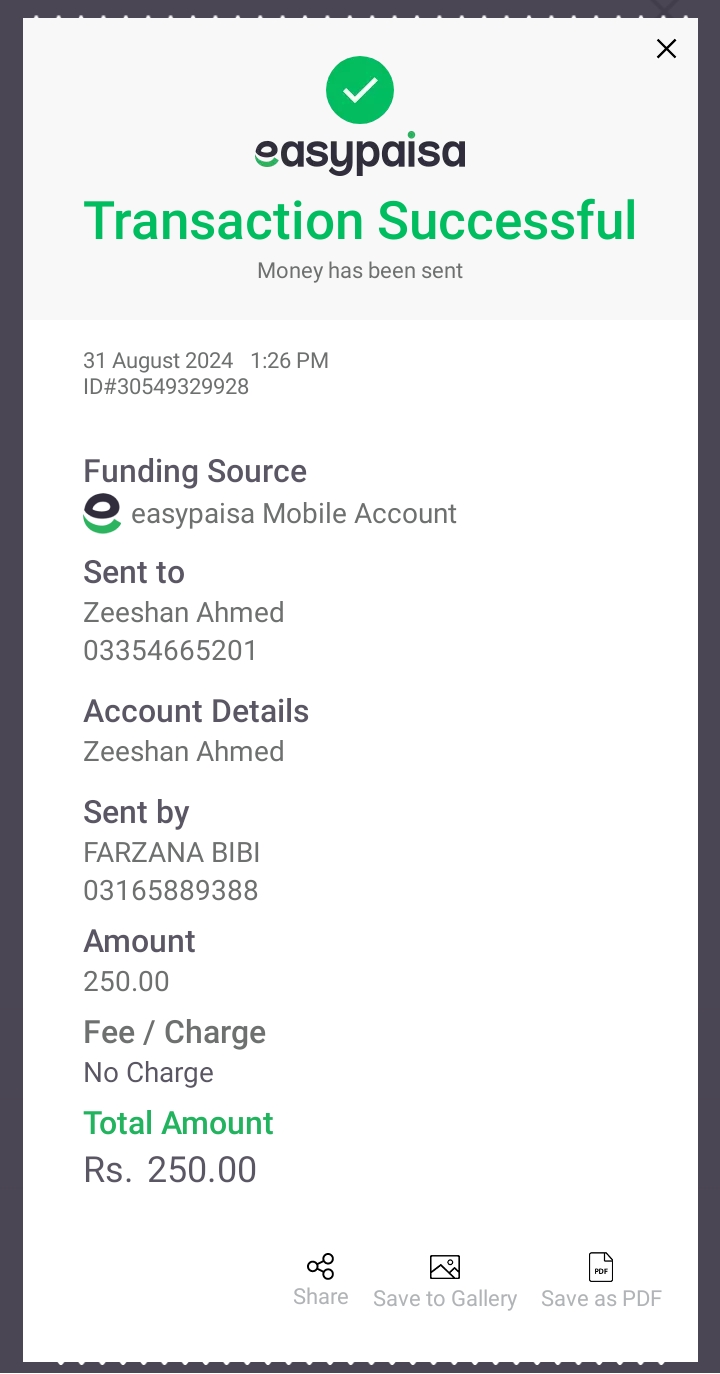 easypaisa
Transaction Successful
Money has been sent
31 August 2024 1:26 PM
ID#30549329928
Funding Source
easypaisa Mobile Account
Sent to
Zeeshan Ahmed
03354665201
Account Details
Zeeshan Ahmed
Sent by
FARZANA BIBI
03165889388
Amount
250.00
Fee / Charge
No Charge
Total Amount
Rs. 250.00
PDF
Share Save to Gallery Save as PDF